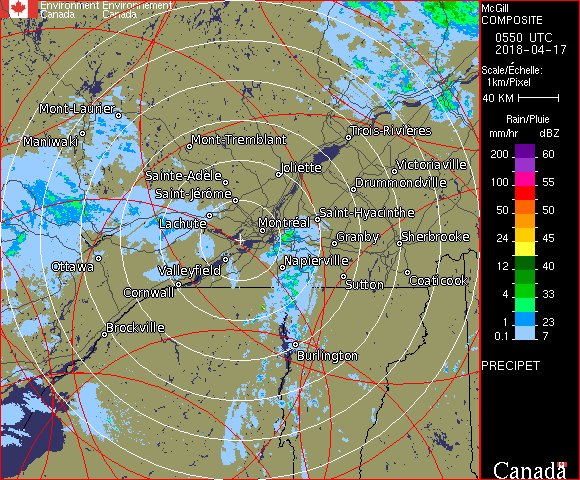 Environment Environnement
Canada Canada
McGill
COMPOSITE
0550 UTC
2018-04-17
Scale/Échelle:
1km/Pixel
40 KM
Rain/Pluie
mm/hr dBZ
200 60
100 55
50 50
24 45
12 40
4 33
1 23
0.1 7
PRECIPET
Canada
Mont-Laurier
Maniwaki
Mont-Tremblant
Trois-Rivières
Sainte-Adèle
Joliette
Victoriaville
Saint-Jérôme
Drummondville
Lachute
Montréal
Saint-Hyacinthe
Granby
Sherbrooke
Ottawa
Valleyfield
Napierville
Cornwall
Sutton
Coaticook
Brockville
Burlington